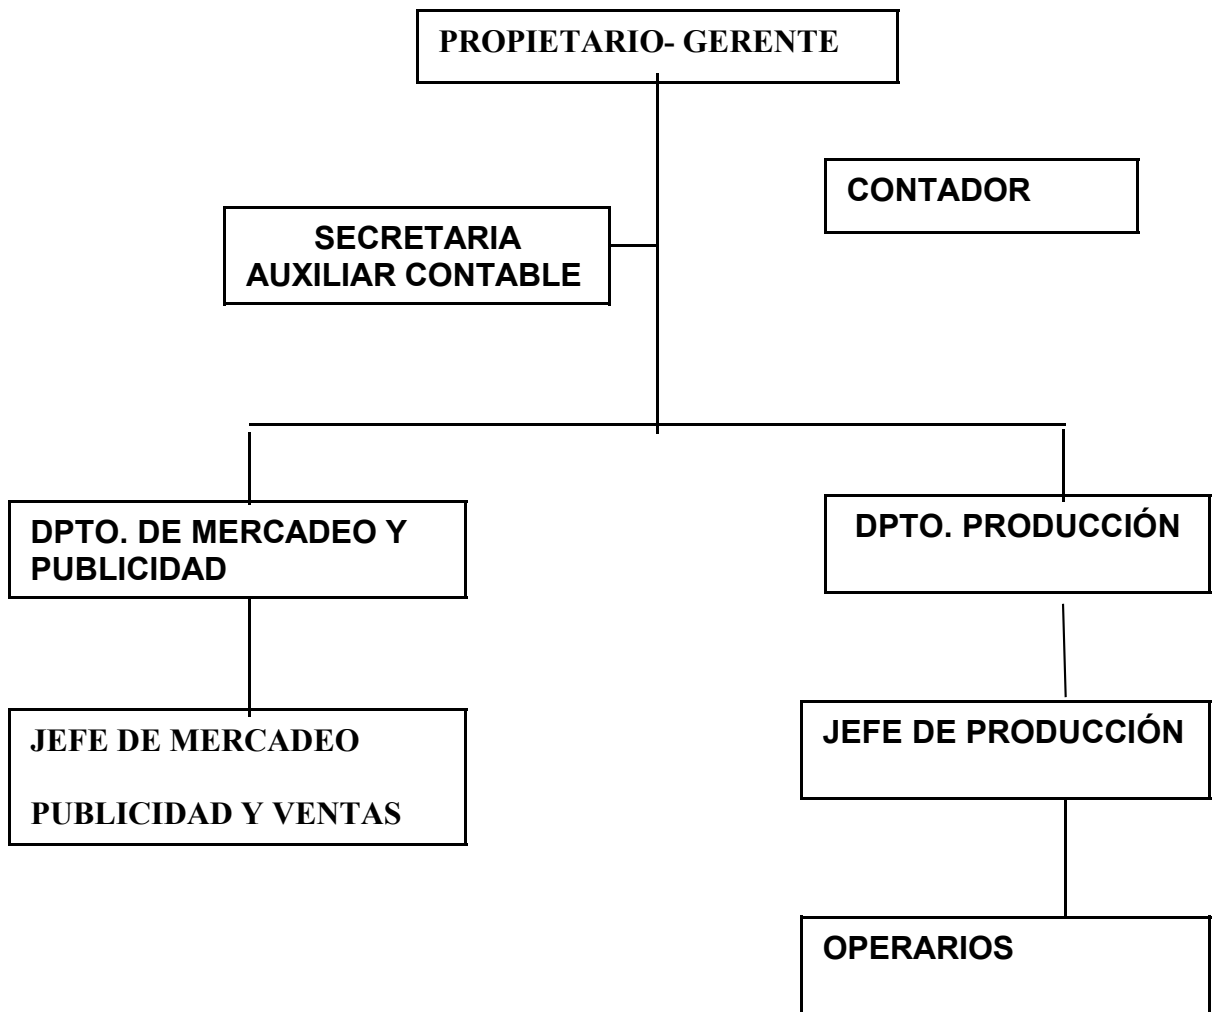 PROPIETARIO- GERENTE
CONTADOR
SECRETARIA
AUXILIAR CONTABLE
DPTO. DE MERCADEO Y
PUBLICIDAD
DPTO. PRODUCCIÓN
JEFE DE MERCADEO
PUBLICIDAD Y VENTAS
JEFE DE PRODUCCIÓN
OPERARIOS